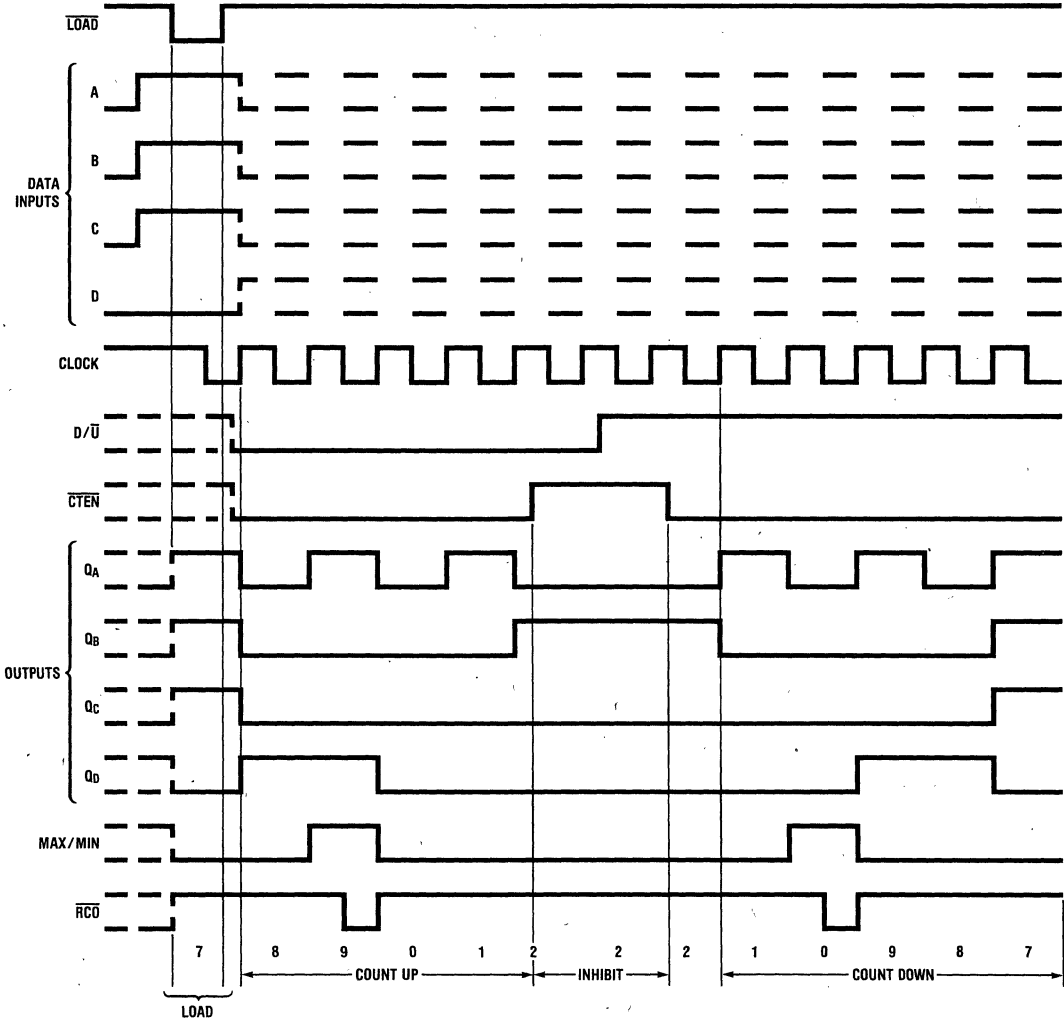 LOAD
A
B
DATA
INPUTS
C
D
CLOCK
D/U
CTEN
QA
QB
OUTPUTS
QC
QD
MAX/MIN
RCO
7 8 9 0 1 2 2 2 1 0 9 8 7
COUNT UP INHIBIT COUNT DOWN
LOAD